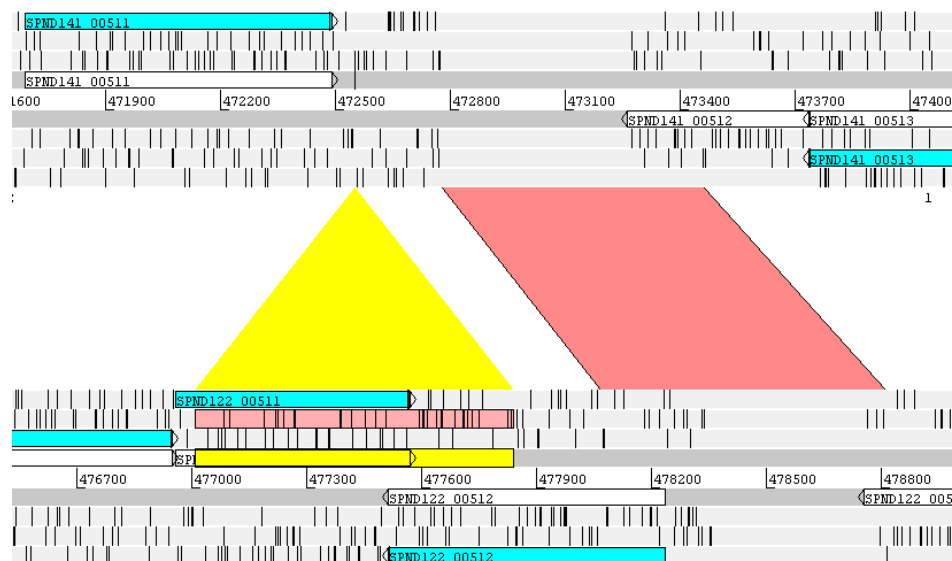 SPND141_00511
SPND141_00511
1600 471900 472200 472500 472800 473100 473400 473700 47400
SPND141_00512 SPND141_00513
SPND141_00513
1
SPND122_00511
476700 477000 477300 477600 477900 478200 478500 478800
SPND122_00512 SPND122_005
SPND122_00512